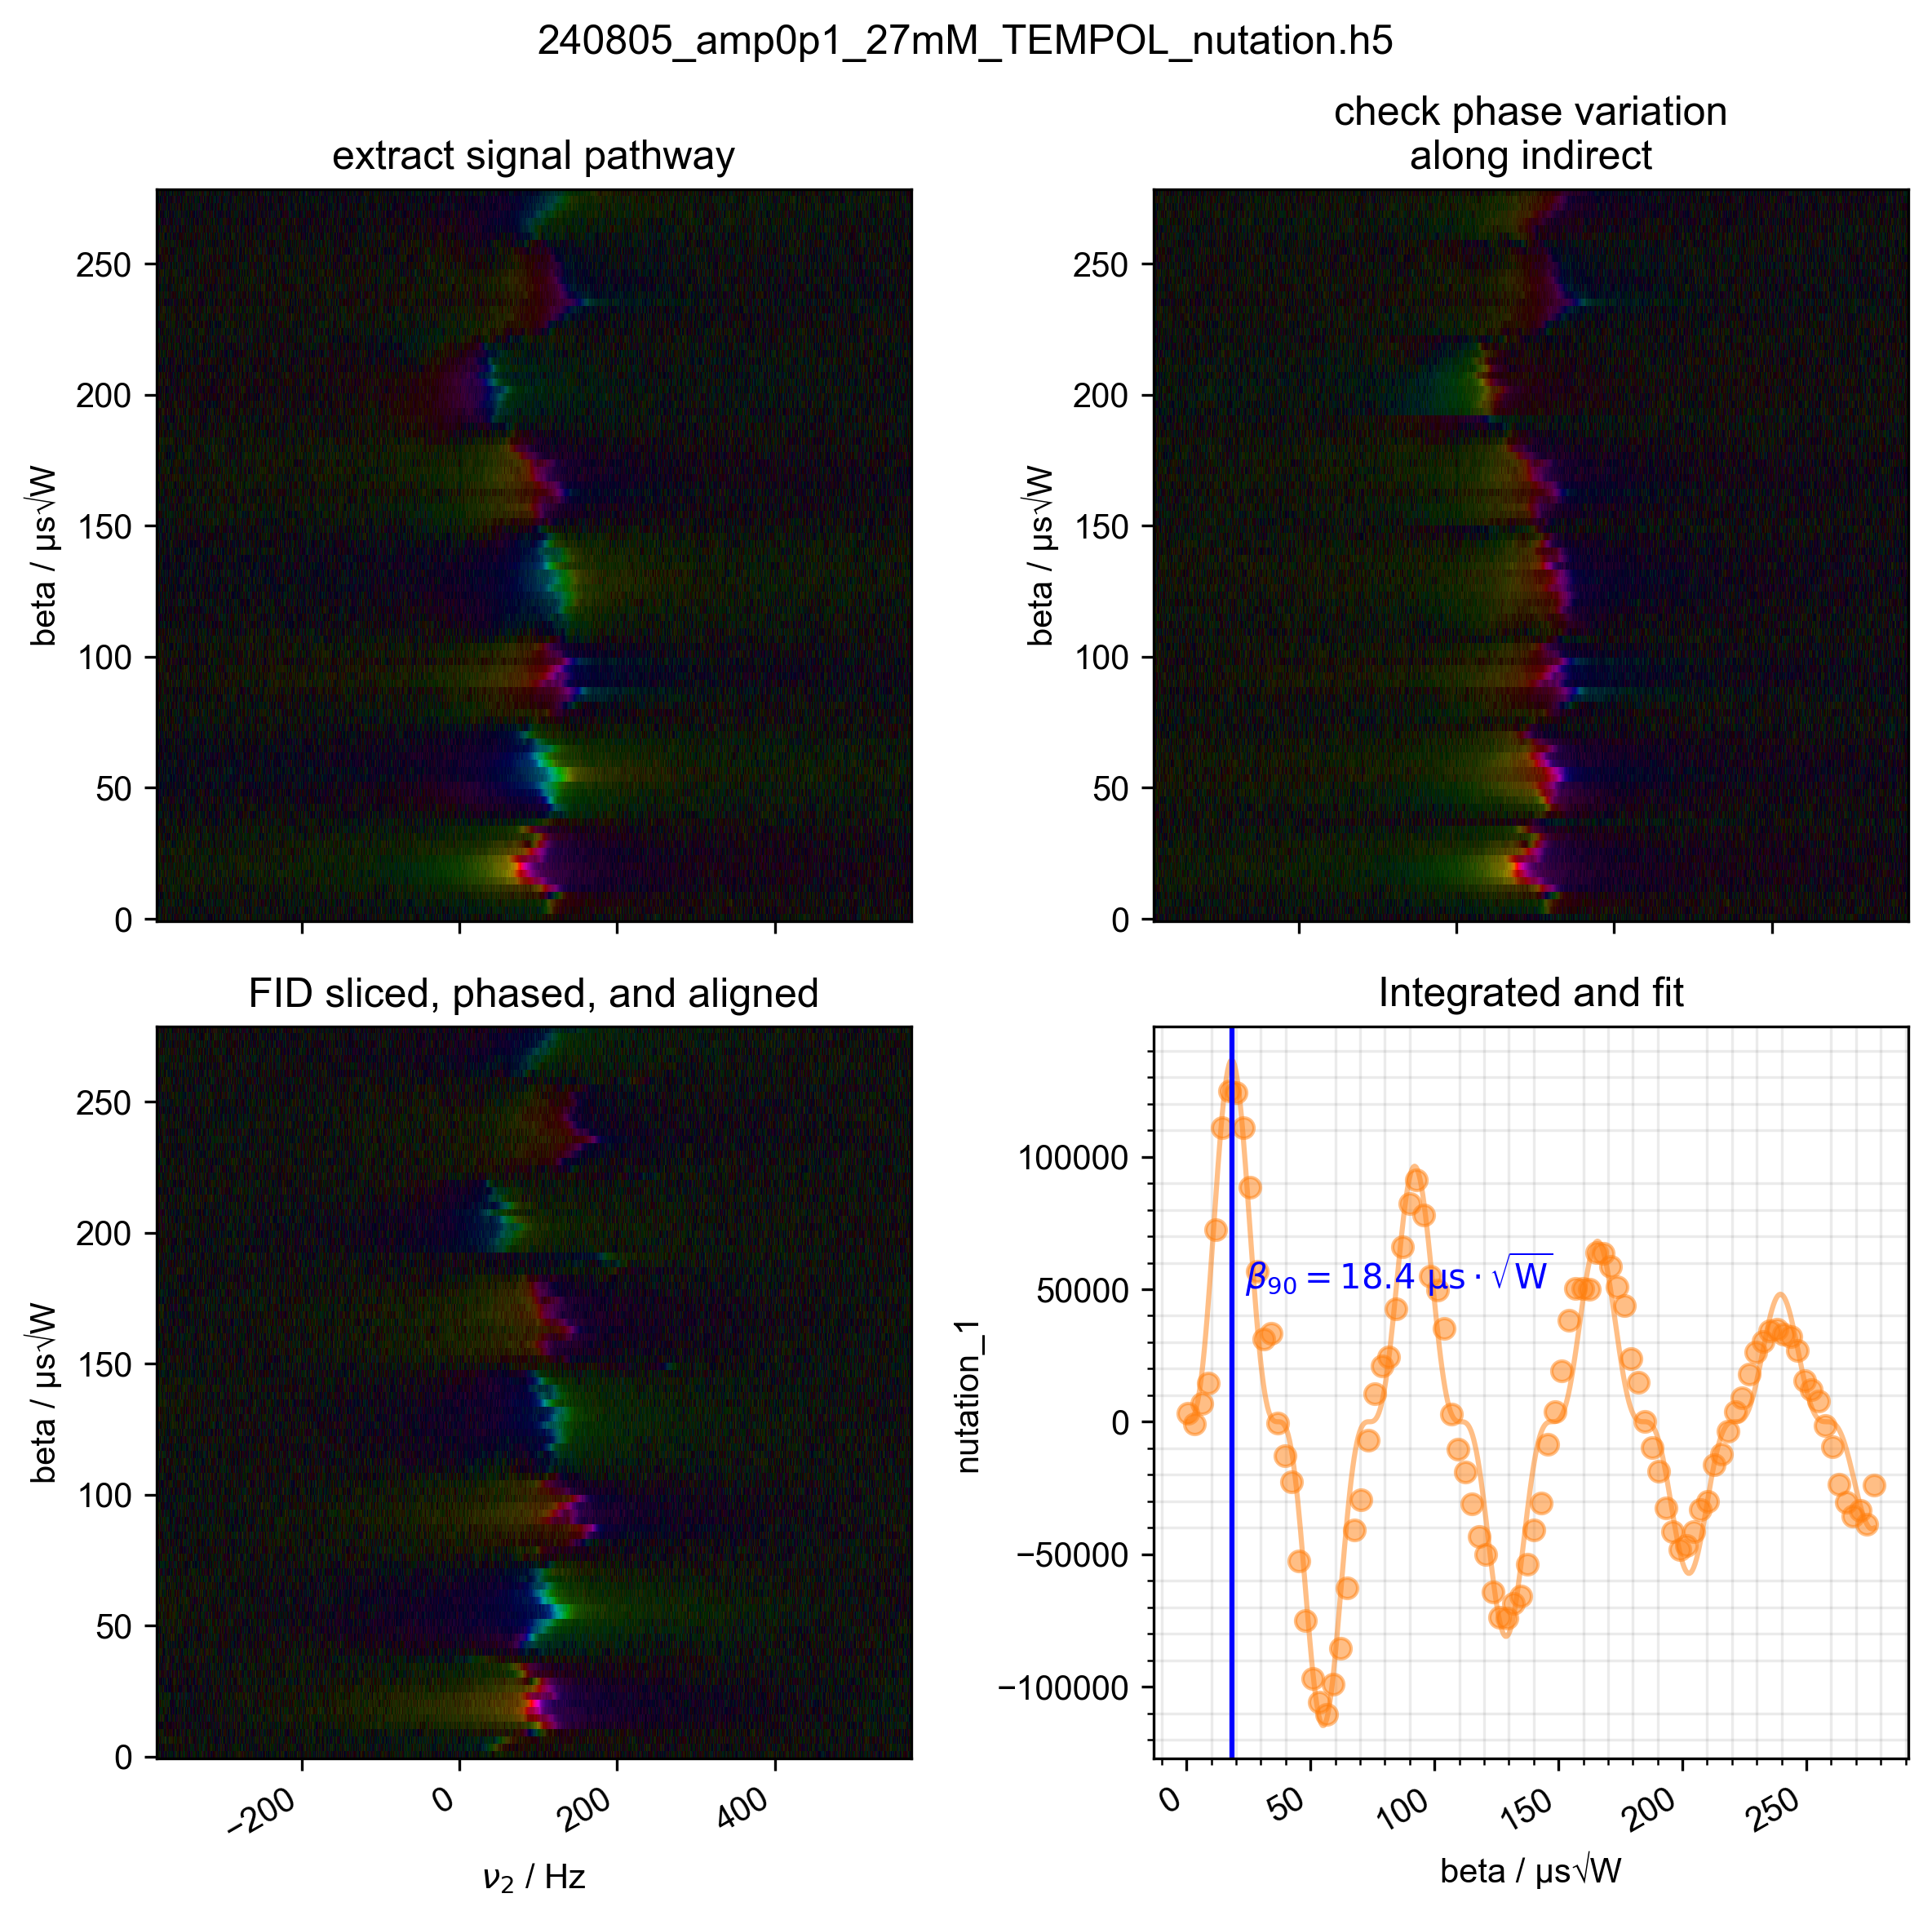 240805_amp0p1_27mM_TEMPOL_nutation.h5
extract signal pathway
beta / µs√W
250
200
150
100
50
0
check phase variation
along indirect
beta / µs√W
250
200
150
100
50
0
FID sliced, phased, and aligned
beta / µs√W
250
200
150
100
50
0
−200
0
200
400
ν₂ / Hz
Integrated and fit
nutation_1
100000
50000
0
−50000
−100000
β₉₀ = 18.4 µs · √W
0
50
100
150
200
250
beta / µs√W